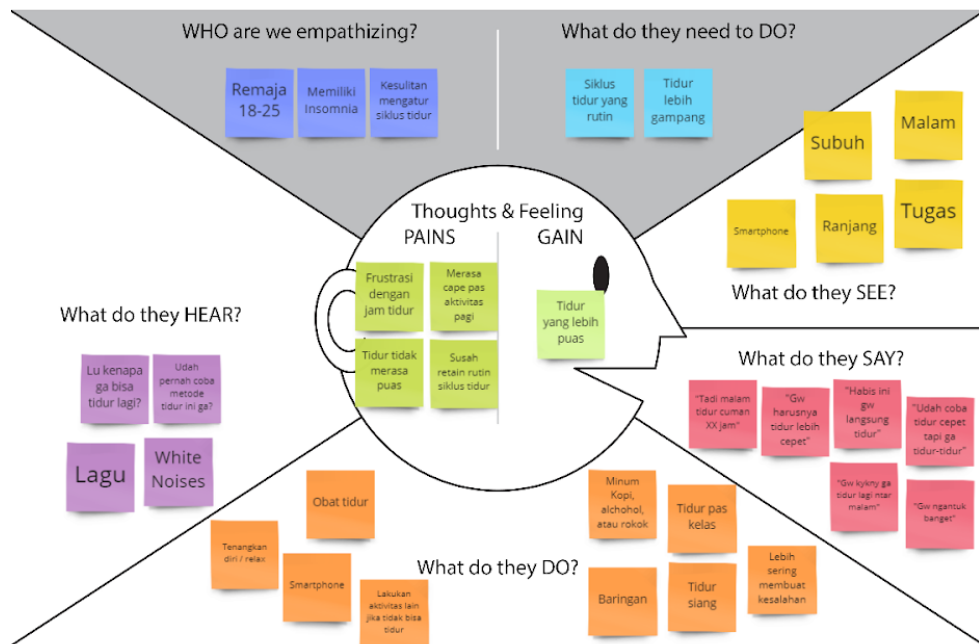 WHO are we empathizing?
Remaja
18-25
Memiliki
Insomnia
Kesulitan
mengatur
siklus tidur
What do they need to DO?
Siklus
tidur yang
rutin
Tidur
lebih
gampang
Subuh
Malam
Smartphone
Ranjang
Tugas
What do they SEE?
Thoughts & Feeling
PAINS
GAIN
Frustrasi
dengan
jam tidur
Merasa
cape pas
aktivitas
pagi
Tidur tidak
merasa
puas
Susah
retain rutin
siklus tidur
Tidur
yang lebih
puas
What do they HEAR?
Lu kenapa
ga bisa
tidur lagi?
Udah
pernah coba
metode
tidur ini ga?
Lagu
White
Noises
What do they SAY?
"Tadi malam
tidur cuman
XX jam"
"Gw
harusnya
tidur lebih
cepet"
"Habis ini
gw
langsung
tidur"
"Udah coba
tidur cepet
tapi ga
tidur-tidur"
"Gw kykny ga
tidur lagi ntar
malam"
"Gw ngantuk
banget"
What do they DO?
Obat tidur
Tenangkan
diri / relax
Smartphone
Lakukan
aktivitas lain
jika tidak bisa
tidur
Minum
Kopi,
alchohol,
atau rokok
Tidur pas
kelas
Baringan
Tidur
siang
Lebih
sering
membuat
kesalahan